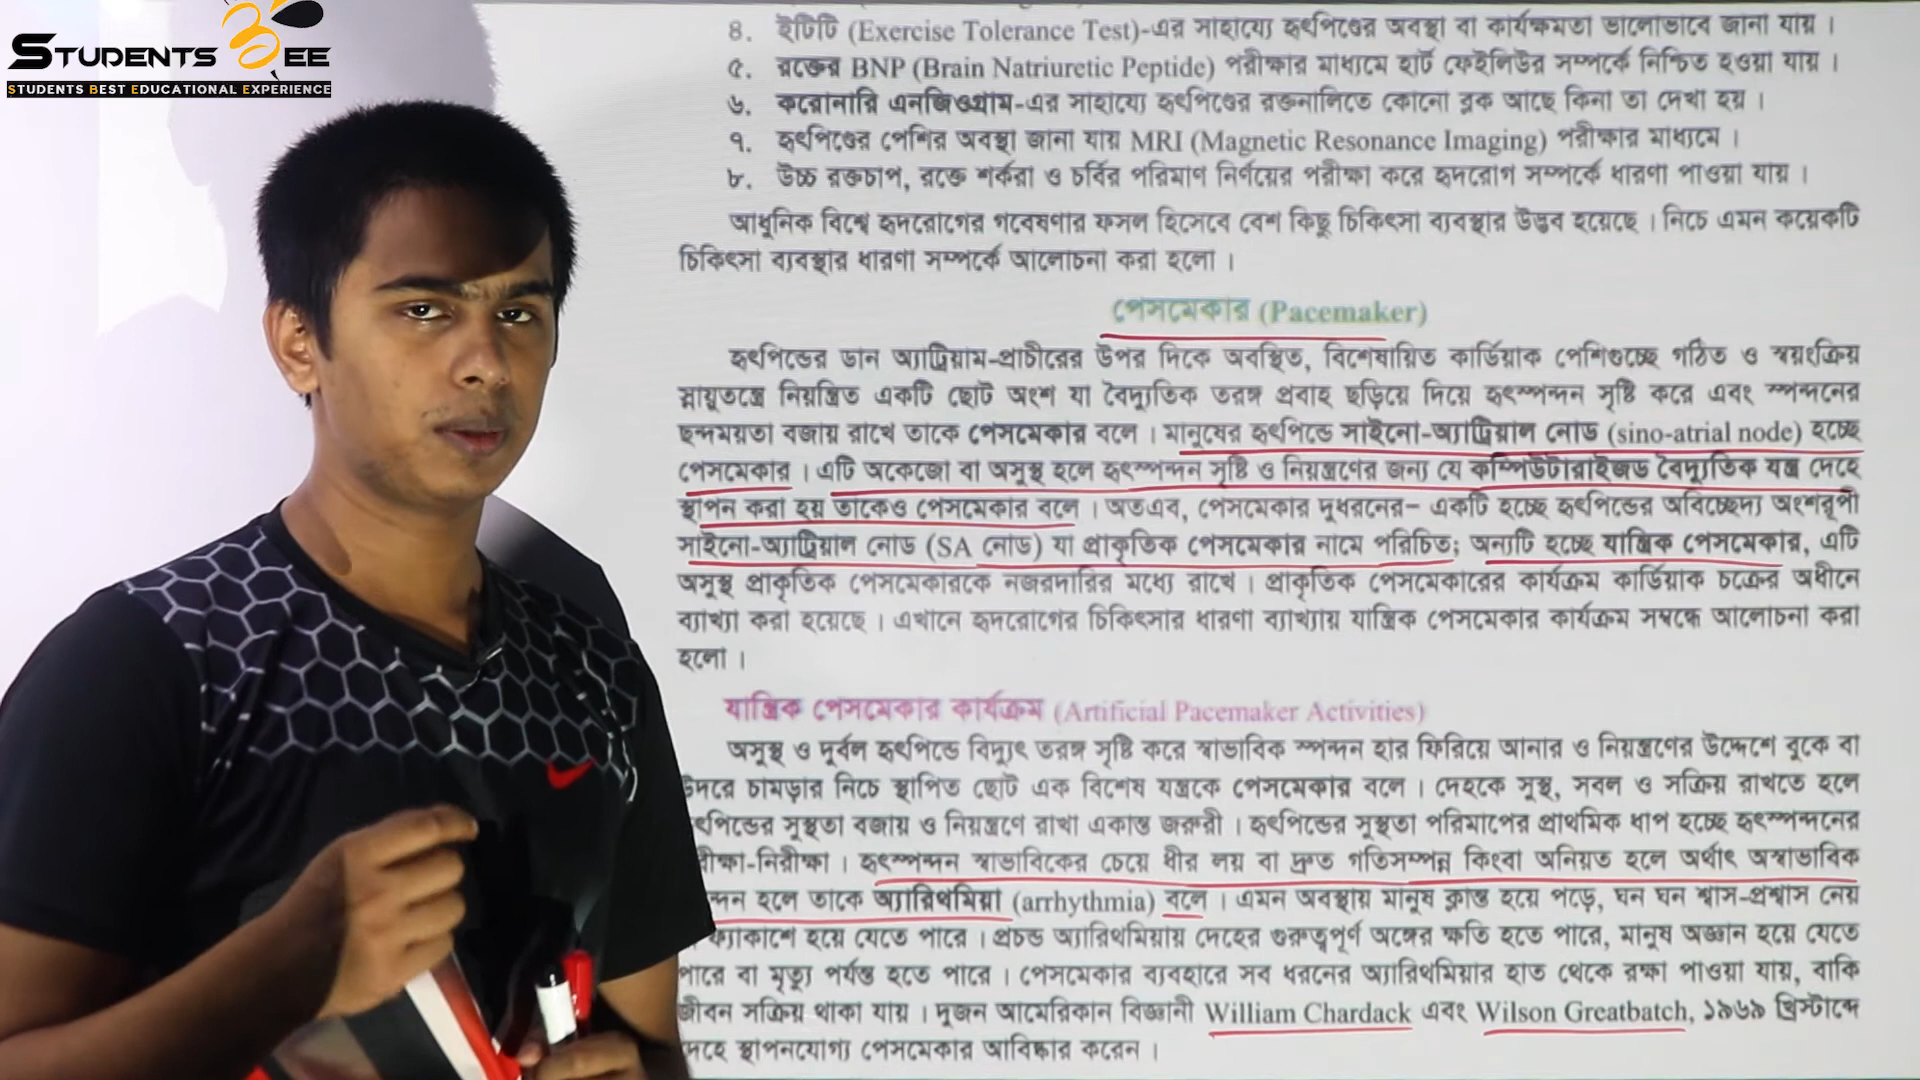 STUDENTS BEE
STUDENTS BEST EDUCATIONAL EXPERIENCE
৪. ইটিটি (Exercise Tolerance Test)-এর সাহায্যে হৃৎপিণ্ডের অবস্থা বা কার্যক্ষমতা ভালোভাবে জানা যায় ।
৫. রক্তের BNP (Brain Natriuretic Peptide) পরীক্ষার মাধ্যমে হার্ট ফেইলিউর সম্পর্কে নিশ্চিত হওয়া যায় ।
৬. করোনারি এনজিওগ্রাম-এর সাহায্যে হৃৎপিণ্ডের রক্তনালিতে কোনো ব্লক আছে কিনা তা দেখা হয় ।
৭. হৃৎপিণ্ডের পেশির অবস্থা জানা যায় MRI (Magnetic Resonance Imaging) পরীক্ষার মাধ্যমে ।
৮. উচ্চ রক্তচাপ, রক্তে শর্করা ও চর্বির পরিমাণ নির্ণয়ের পরীক্ষা করে হৃদরোগ সম্পর্কে ধারণা পাওয়া যায় ।
আধুনিক বিশ্বে হৃদরোগের গবেষণার ফসল হিসেবে বেশ কিছু চিকিৎসা ব্যবস্থার উদ্ভব হয়েছে । নিচে এমন কয়েকটি
চিকিৎসা ব্যবস্থার ধারণা সম্পর্কে আলোচনা করা হলো ।
পেসমেকার (Pacemaker)
হৃৎপিন্ডের ডান অ্যাট্রিয়াম-প্রাচীরের উপর দিকে অবস্থিত, বিশেষায়িত কার্ডিয়াক পেশিগুচ্ছে গঠিত ও স্বয়ংক্রিয়
স্নায়ুতন্ত্রে নিয়ন্ত্রিত একটি ছোট অংশ যা বৈদ্যুতিক তরঙ্গ প্রবাহ ছড়িয়ে দিয়ে হৃৎস্পন্দন সৃষ্টি করে এবং স্পন্দনের
ছন্দময়তা বজায় রাখে তাকে পেসমেকার বলে । মানুষের হৃৎপিন্ডে সাইনো-অ্যাট্রিয়াল নোড (sino-atrial node) হচ্ছে
পেসমেকার । এটি অকেজো বা অসুস্থ হলে হৃৎস্পন্দন সৃষ্টি ও নিয়ন্ত্রণের জন্য যে কম্পিউটারাইজড বৈদ্যুতিক যন্ত্র দেহে
স্থাপন করা হয় তাকেও পেসমেকার বলে । অতএব, পেসমেকার দুধরনের– একটি হচ্ছে হৃৎপিন্ডের অবিচ্ছেদ্য অংশরূপী
সাইনো-অ্যাট্রিয়াল নোড (SA নোড) যা প্রাকৃতিক পেসমেকার নামে পরিচিত; অন্যটি হচ্ছে যান্ত্রিক পেসমেকার, এটি
অসুস্থ প্রাকৃতিক পেসমেকারকে নজরদারির মধ্যে রাখে । প্রাকৃতিক পেসমেকারের কার্যক্রম কার্ডিয়াক চক্রের অধীনে
ব্যাখ্যা করা হয়েছে । এখানে হৃদরোগের চিকিৎসার ধারণা ব্যাখ্যায় যান্ত্রিক পেসমেকার কার্যক্রম সম্বন্ধে আলোচনা করা
হলো ।
যান্ত্রিক পেসমেকার কার্যক্রম (Artificial Pacemaker Activities)
অসুস্থ ও দুর্বল হৃৎপিন্ডে বিদ্যুৎ তরঙ্গ সৃষ্টি করে স্বাভাবিক স্পন্দন হার ফিরিয়ে আনার ও নিয়ন্ত্রণের উদ্দেশে বুকে বা
উদরে চামড়ার নিচে স্থাপিত ছোট এক বিশেষ যন্ত্রকে পেসমেকার বলে । দেহকে সুস্থ, সবল ও সক্রিয় রাখতে হলে
ৎপিন্ডের সুস্থতা বজায় ও নিয়ন্ত্রণে রাখা একান্ত জরুরী । হৃৎপিন্ডের সুস্থতা পরিমাপের প্রাথমিক ধাপ হচ্ছে হৃৎস্পন্দনের
রীক্ষা-নিরীক্ষা । হৃৎস্পন্দন স্বাভাবিকের চেয়ে ধীর লয় বা দ্রুত গতিসম্পন্ন কিংবা অনিয়ত হলে অর্থাৎ অস্বাভাবিক
ন্দন হলে তাকে অ্যারিথমিয়া (arrhythmia) বলে । এমন অবস্থায় মানুষ ক্লান্ত হয়ে পড়ে, ঘন ঘন শ্বাস-প্রশ্বাস নেয়
ফ্যাকাশে হয়ে যেতে পারে । প্রচন্ড অ্যারিথমিয়ায় দেহের গুরুত্বপূর্ণ অঙ্গের ক্ষতি হতে পারে, মানুষ অজ্ঞান হয়ে যেতে
পারে বা মৃত্যু পর্যন্ত হতে পারে । পেসমেকার ব্যবহারে সব ধরনের অ্যারিথমিয়ার হাত থেকে রক্ষা পাওয়া যায়, বাকি
জীবন সক্রিয় থাকা যায় । দুজন আমেরিকান বিজ্ঞানী William Chardack এবং Wilson Greatbatch, ১৯৬৯ খ্রিস্টাব্দে
দেহে স্থাপনযোগ্য পেসমেকার আবিষ্কার করেন ।